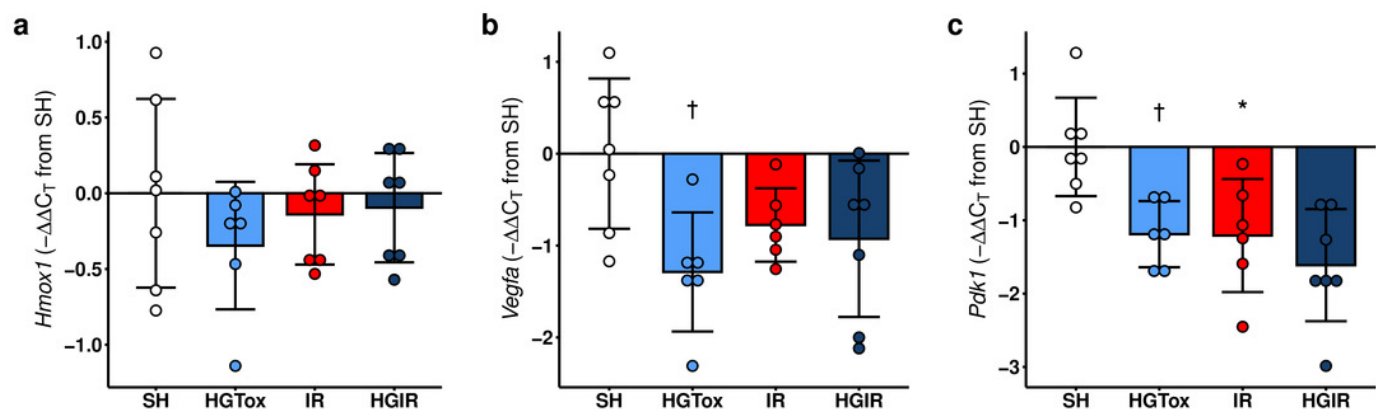 a
Hmox1 (−ΔΔCT from SH)
1.0
0.5
0.0
−0.5
−1.0
SH HGTox IR HGIR
b
Vegfa (−ΔΔCT from SH)
1
0
−1
−2
†
SH HGTox IR HGIR
c
Pdk1 (−ΔΔCT from SH)
1
0
−1
−2
−3
† *
SH HGTox IR HGIR